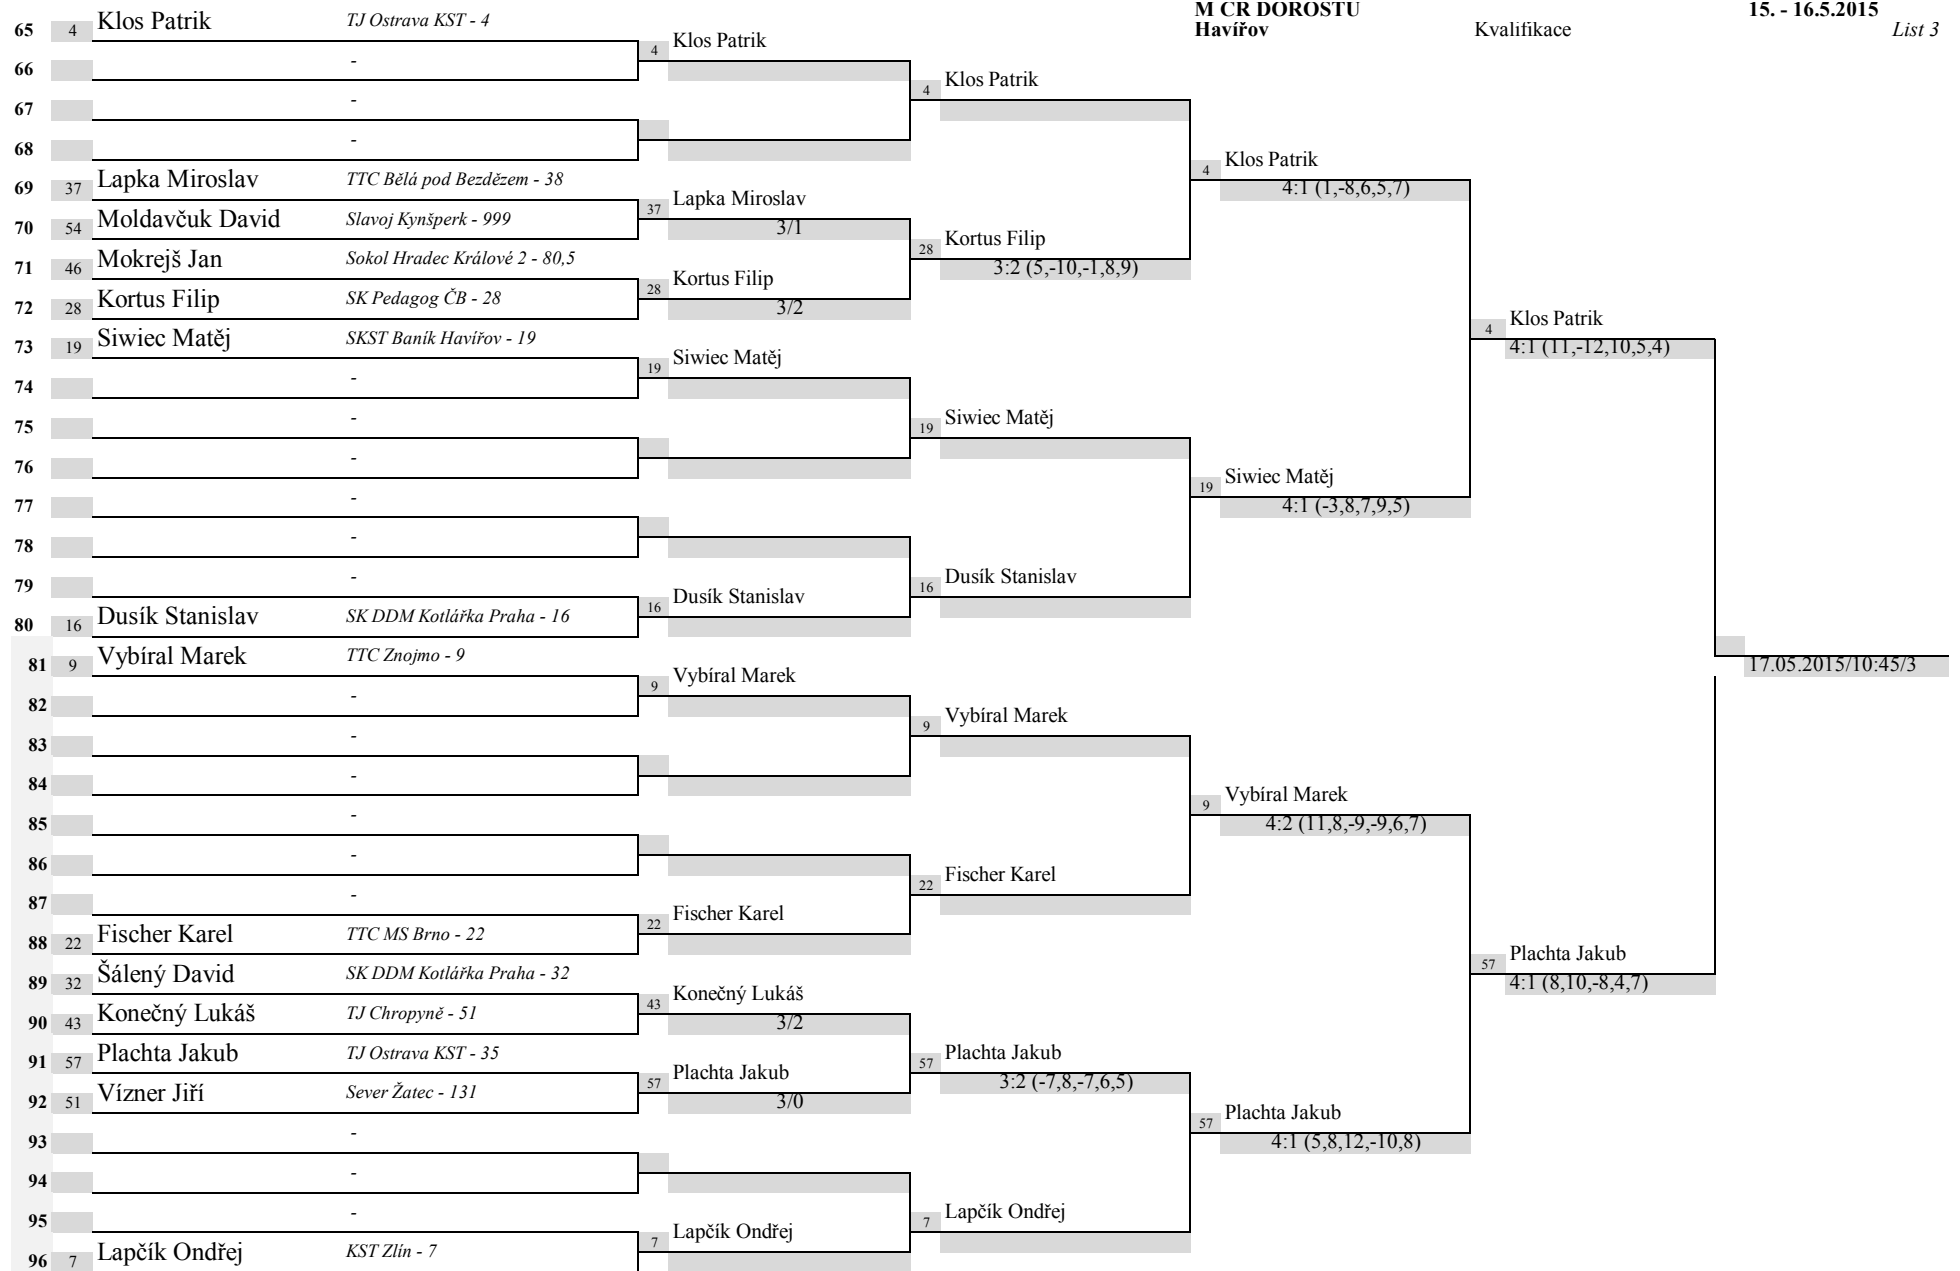 M ČR DOROSTU 15. - 16.5.2015
Havířov Kvalifikace List 3
65 4 Klos Patrik TJ Ostrava KST - 4
4 Klos Patrik
66 -
4 Klos Patrik
67 -
68 -
4 Klos Patrik
4:1 (1,-8,6,5,7)
69 37 Lapka Miroslav TTC Bělá pod Bezdězem - 38
37 Lapka Miroslav
3/1
70 54 Moldavčuk David Slavoj Kynšperk - 999
28 Kortus Filip
3:2 (5,-10,-1,8,9)
71 46 Mokrejš Jan Sokol Hradec Králové 2 - 80,5
28 Kortus Filip
3/2
72 28 Kortus Filip SK Pedagog ČB - 28
4 Klos Patrik
4:1 (11,-12,10,5,4)
73 19 Siwiec Matěj SKST Baník Havířov - 19
19 Siwiec Matěj
74 -
19 Siwiec Matěj
75 -
76 -
19 Siwiec Matěj
4:1 (-3,8,7,9,5)
77 -
78 -
16 Dusík Stanislav
79 -
16 Dusík Stanislav
80 16 Dusík Stanislav SK DDM Kotlářka Praha - 16
17.05.2015/10:45/3
81 9 Vybíral Marek TTC Znojmo - 9
9 Vybíral Marek
82 -
9 Vybíral Marek
83 -
84 -
9 Vybíral Marek
4:2 (11,8,-9,-9,6,7)
85 -
86 -
22 Fischer Karel
87 -
22 Fischer Karel
88 22 Fischer Karel TTC MS Brno - 22
57 Plachta Jakub
4:1 (8,10,-8,4,7)
89 32 Šálený David SK DDM Kotlářka Praha - 32
43 Konečný Lukáš
3/2
90 43 Konečný Lukáš TJ Chropyně - 51
57 Plachta Jakub
3:2 (-7,8,-7,6,5)
91 57 Plachta Jakub TJ Ostrava KST - 35
57 Plachta Jakub
3/0
92 51 Vízner Jiří Sever Žatec - 131
57 Plachta Jakub
4:1 (5,8,12,-10,8)
93 -
94 -
7 Lapčík Ondřej
95 -
7 Lapčík Ondřej
96 7 Lapčík Ondřej KST Zlín - 7